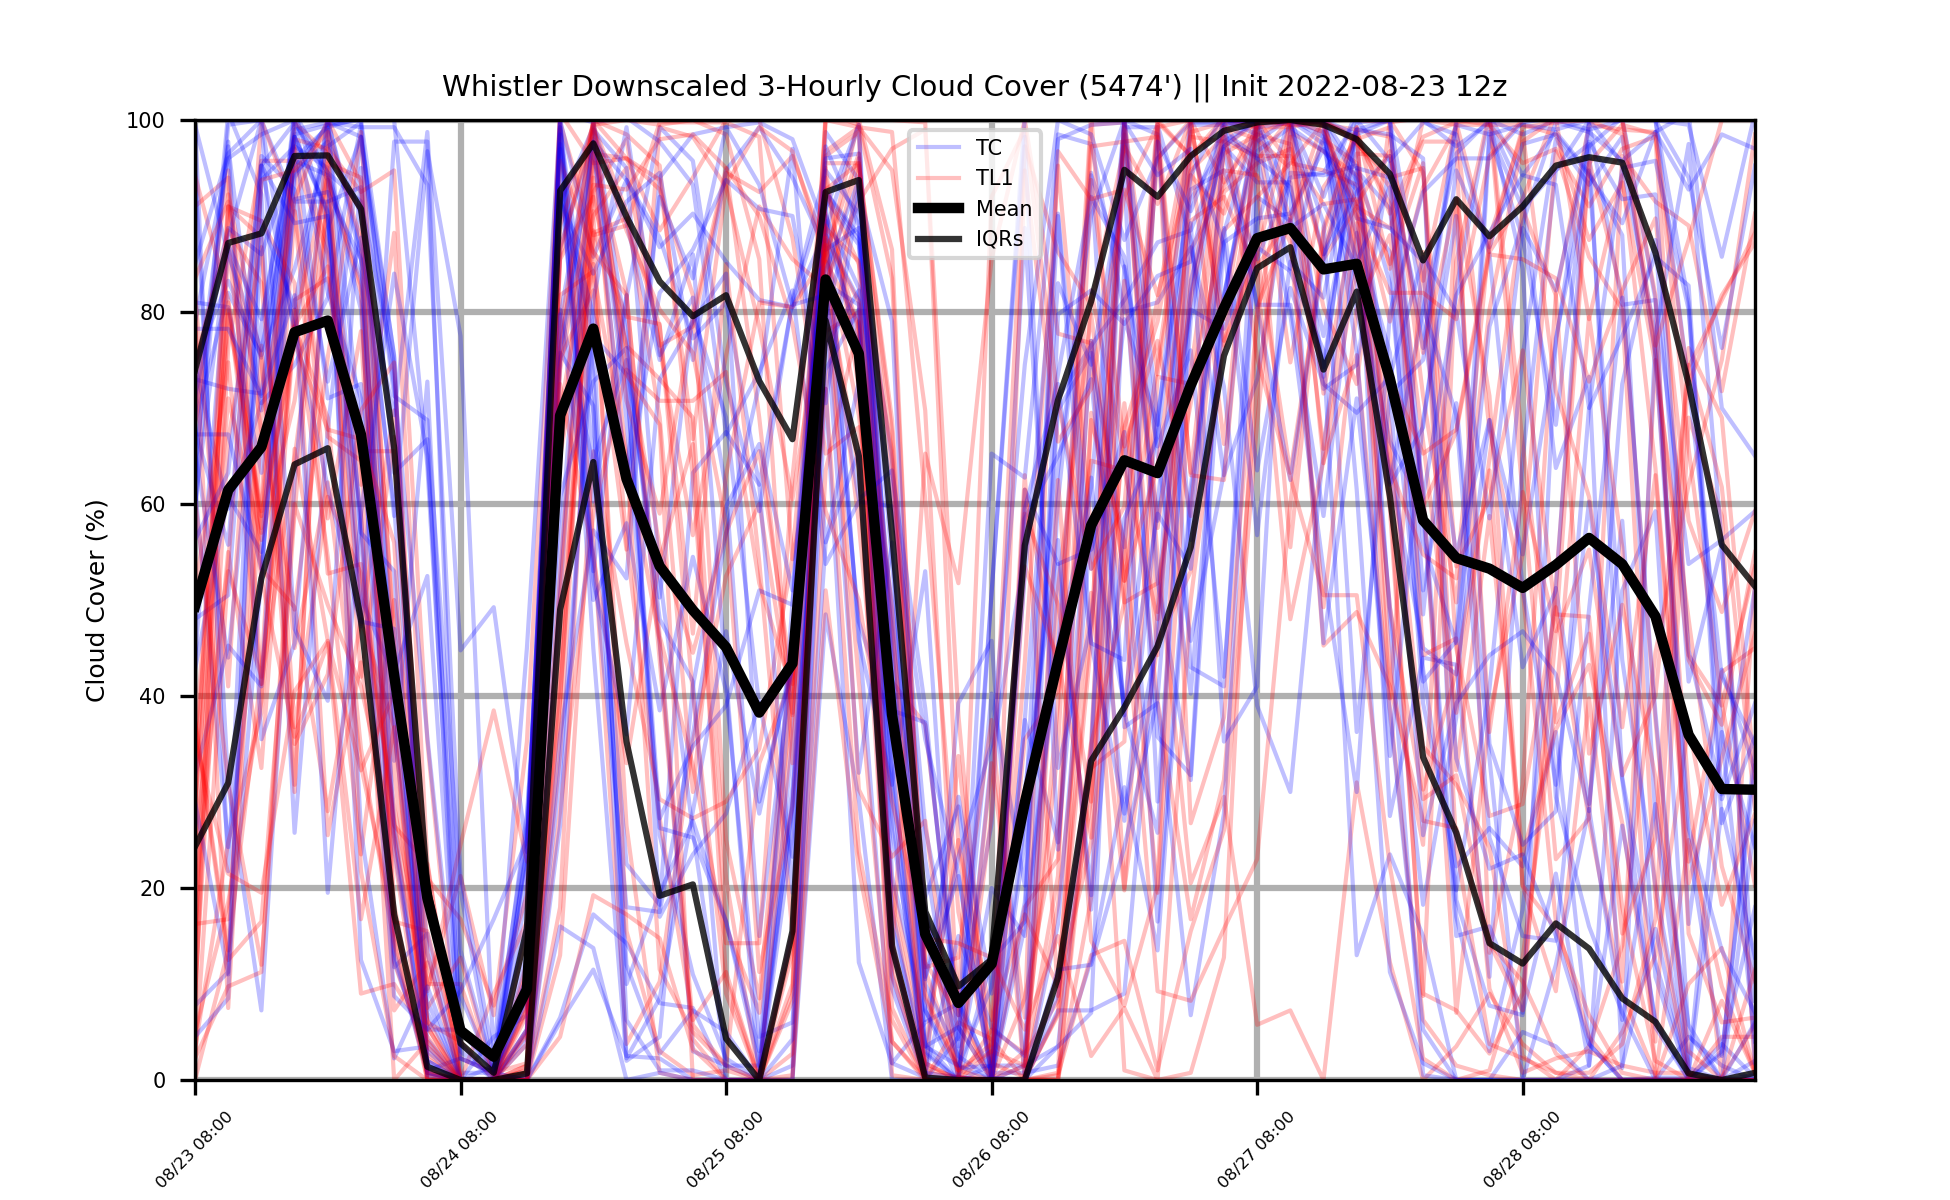 Whistler Downscaled 3-Hourly Cloud Cover (5474') || Init 2022-08-23 12z
TC
TL1
Mean
IQRs
Cloud Cover (%)
100
80
60
40
20
0
08/23 08:00
08/24 08:00
08/25 08:00
08/26 08:00
08/27 08:00
08/28 08:00